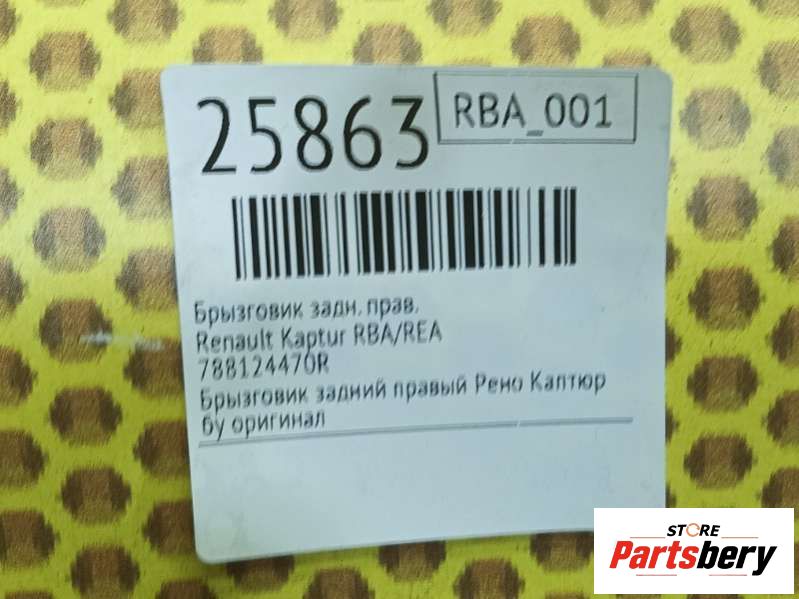 25863
RBA_001
Брызговик задн. прав.
Renault Kaptur RBA/REA
788124470R
Брызговик задний правый Рено Каптюр
бу оригинал
STORE
Partsbery